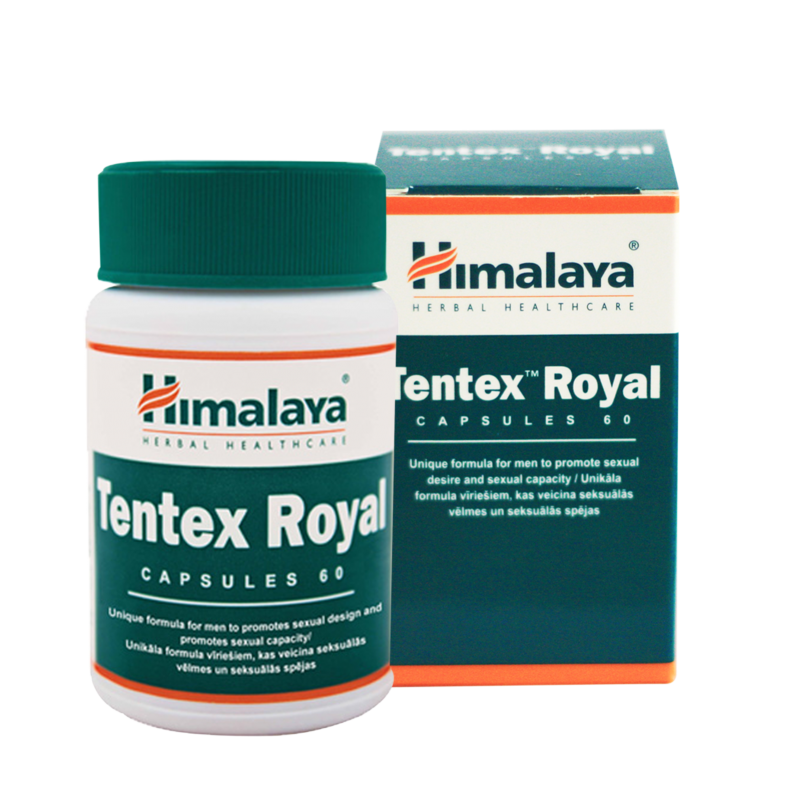 Himalaya®
HERBAL HEALTHCARE
Tentex Royal
CAPSULES 60
Unique formula for men to promotes sexual design and
promotes sexual capacity/
Unikāla formula vīriešiem, kas veicina seksuālās
vēlmes un seksuālās spējas
Tentex Royal
CAPSULES
Himalaya®
HERBAL HEALTHCARE
Tentex™ Royal
CAPSULES 60
Unique formula for men to promote sexual
desire and sexual capacity / Unikāla
formula vīriešiem, kas veicina seksuālās
vēlmes un seksuālās spējas